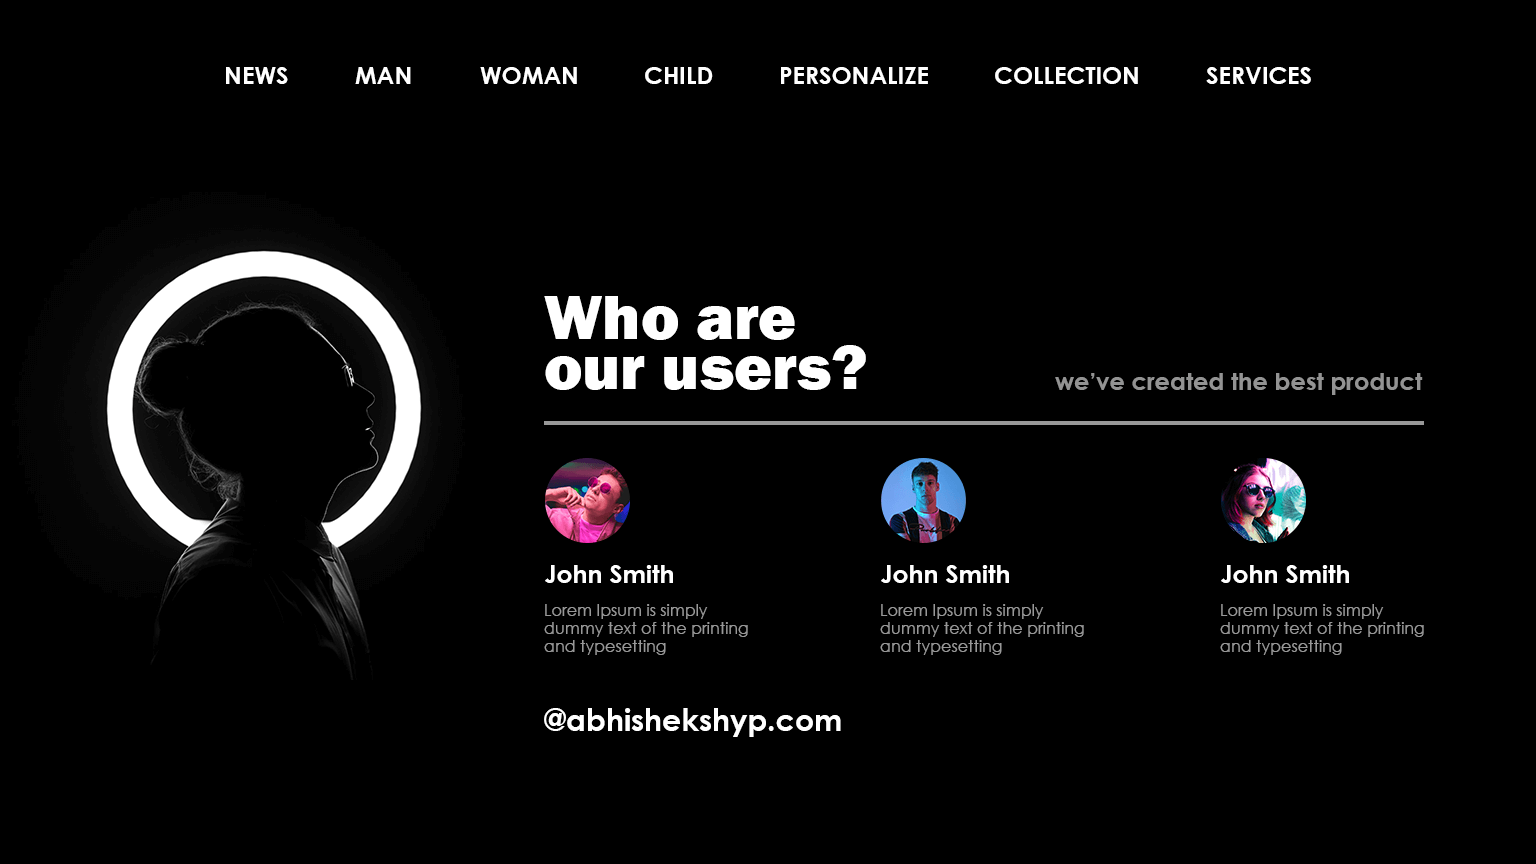 NEWS MAN WOMAN CHILD PERSONALIZE COLLECTION SERVICES
Who are
our users?
we've created the best product
John Smith
Lorem Ipsum is simply
dummy text of the printing
and typesetting
John Smith
Lorem Ipsum is simply
dummy text of the printing
and typesetting
John Smith
Lorem Ipsum is simply
dummy text of the printing
and typesetting
@abhishekshyp.com